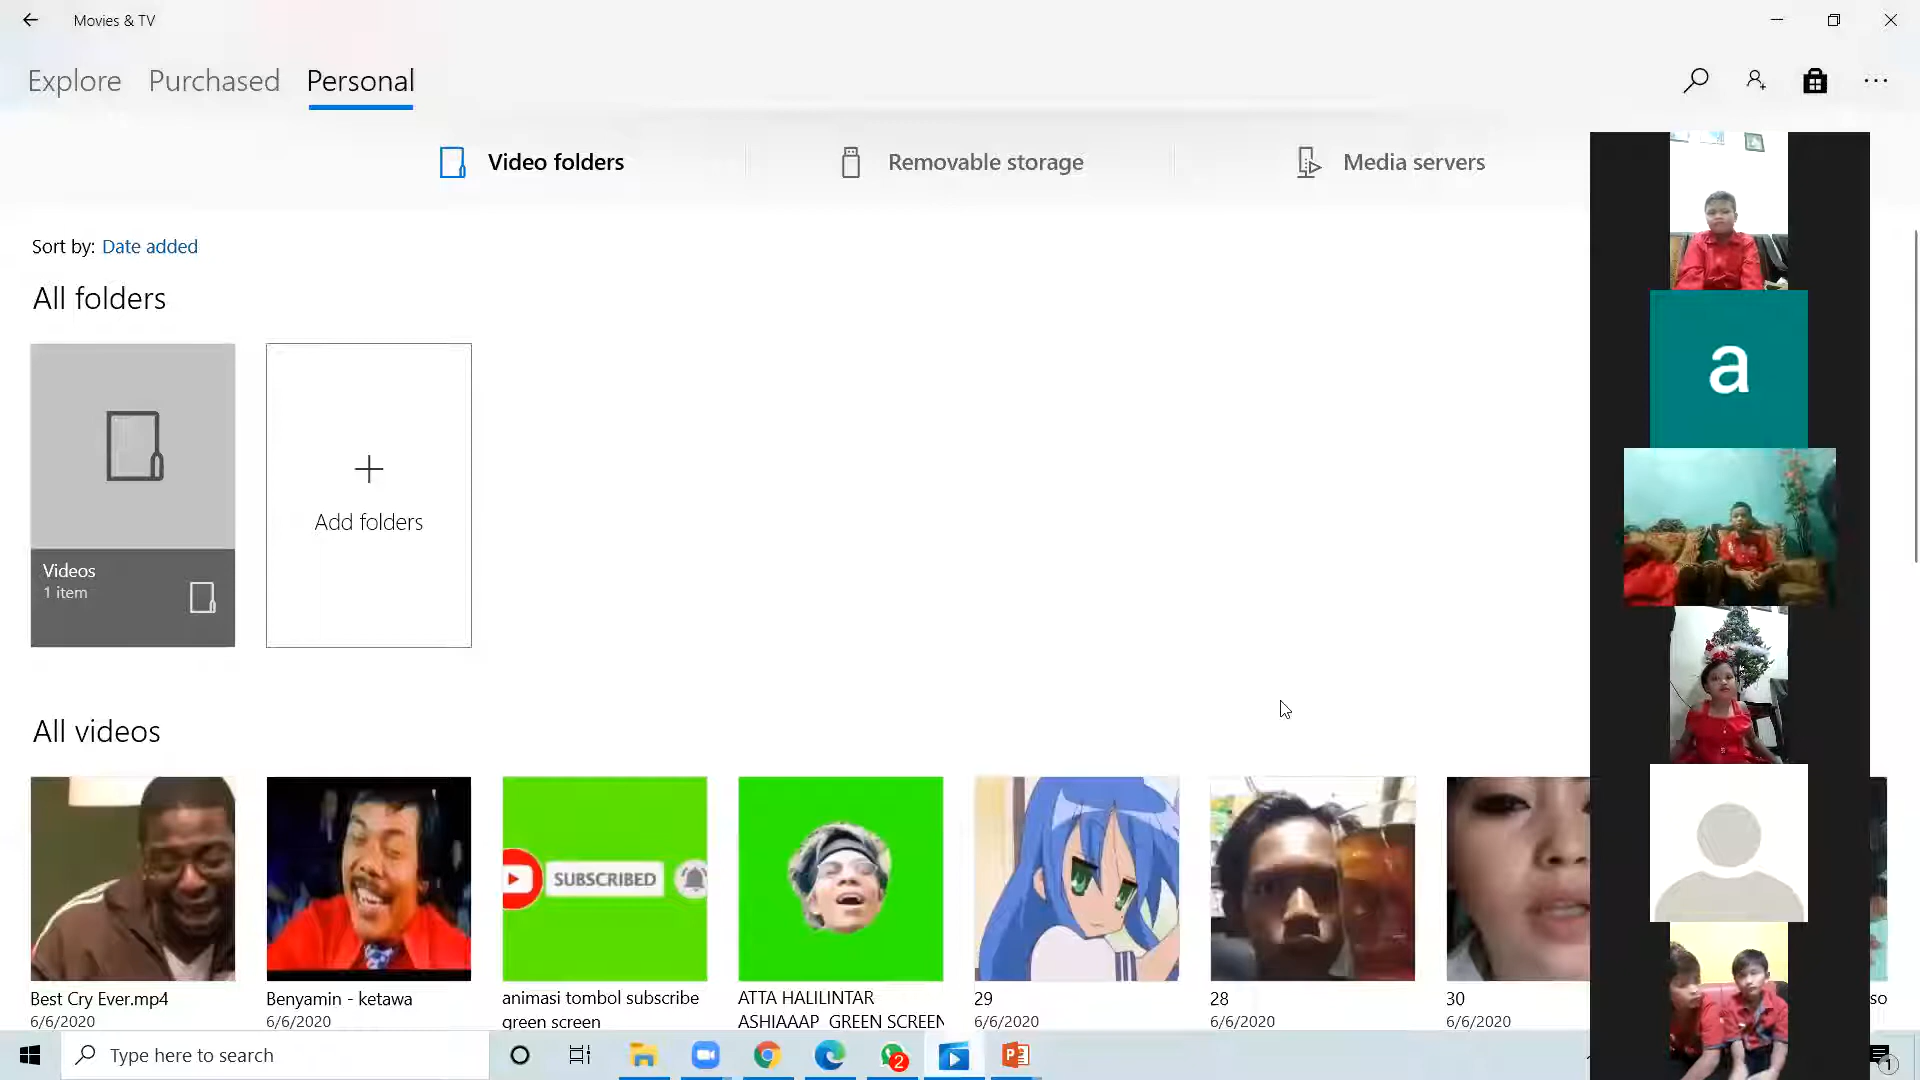 Movies & TV
Explore Purchased Personal
Video folders Removable storage Media servers
Sort by: Date added
All folders
Videos
1 item
Add folders
All videos
SUBSCRIBED
Best Cry Ever.mp4
6/6/2020
Benyamin - ketawa
6/6/2020
animasi tombol subscribe
green screen
ATTA HALILINTAR
ASHIAAAP GREEN SCREEN
29
6/6/2020
28
6/6/2020
30
6/6/2020
so
a
Type here to search
2
1